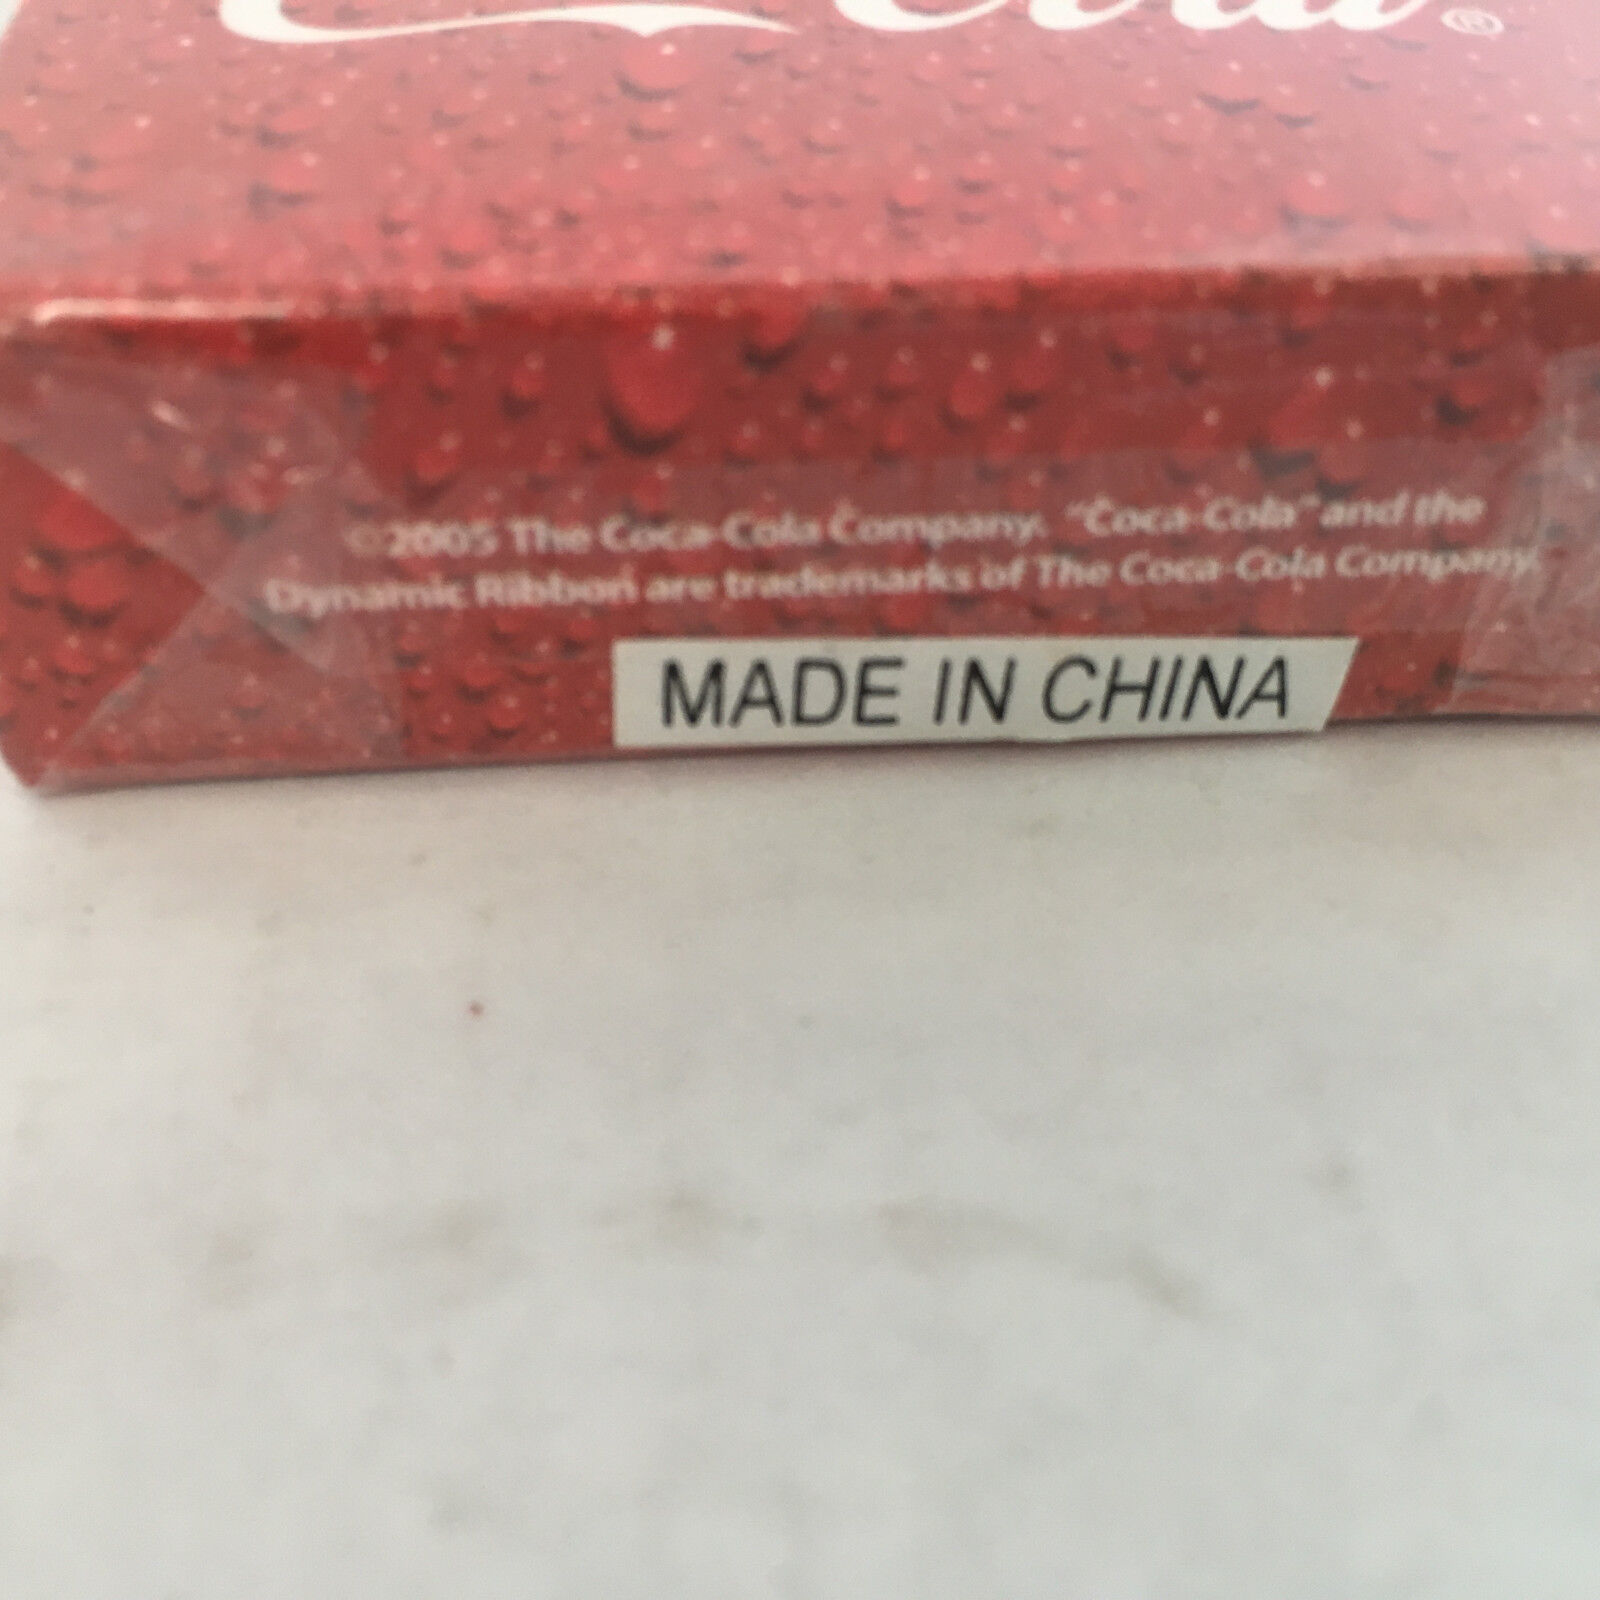 Cola®
©2005 The Coca-Cola Company. "Coca-Cola" and the
Dynamic Ribbon are trademarks of The Coca-Cola Company.
MADE IN CHINA